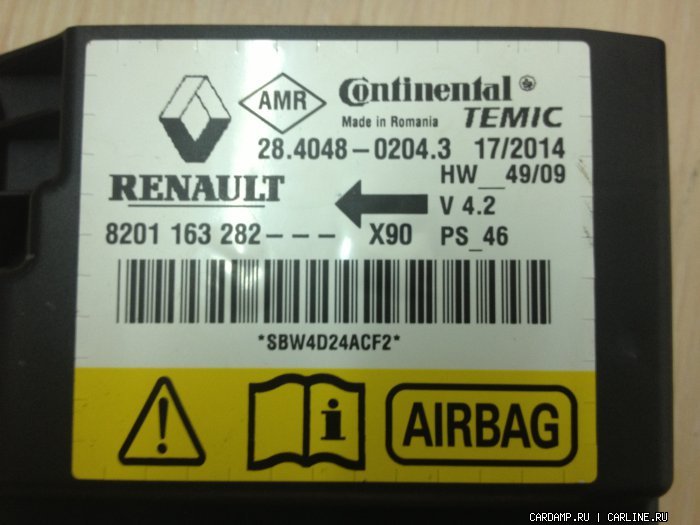 AMR
Continental
Made in Romania TEMIC
28.4048-0204.3 17/2014
HW__49/09
RENAULT
V 4.2
8201 163 282--- X90 PS_46
*SBW4D24ACF2*
! i AIRBAG
CARDAMP.RU | CARLINE.RU